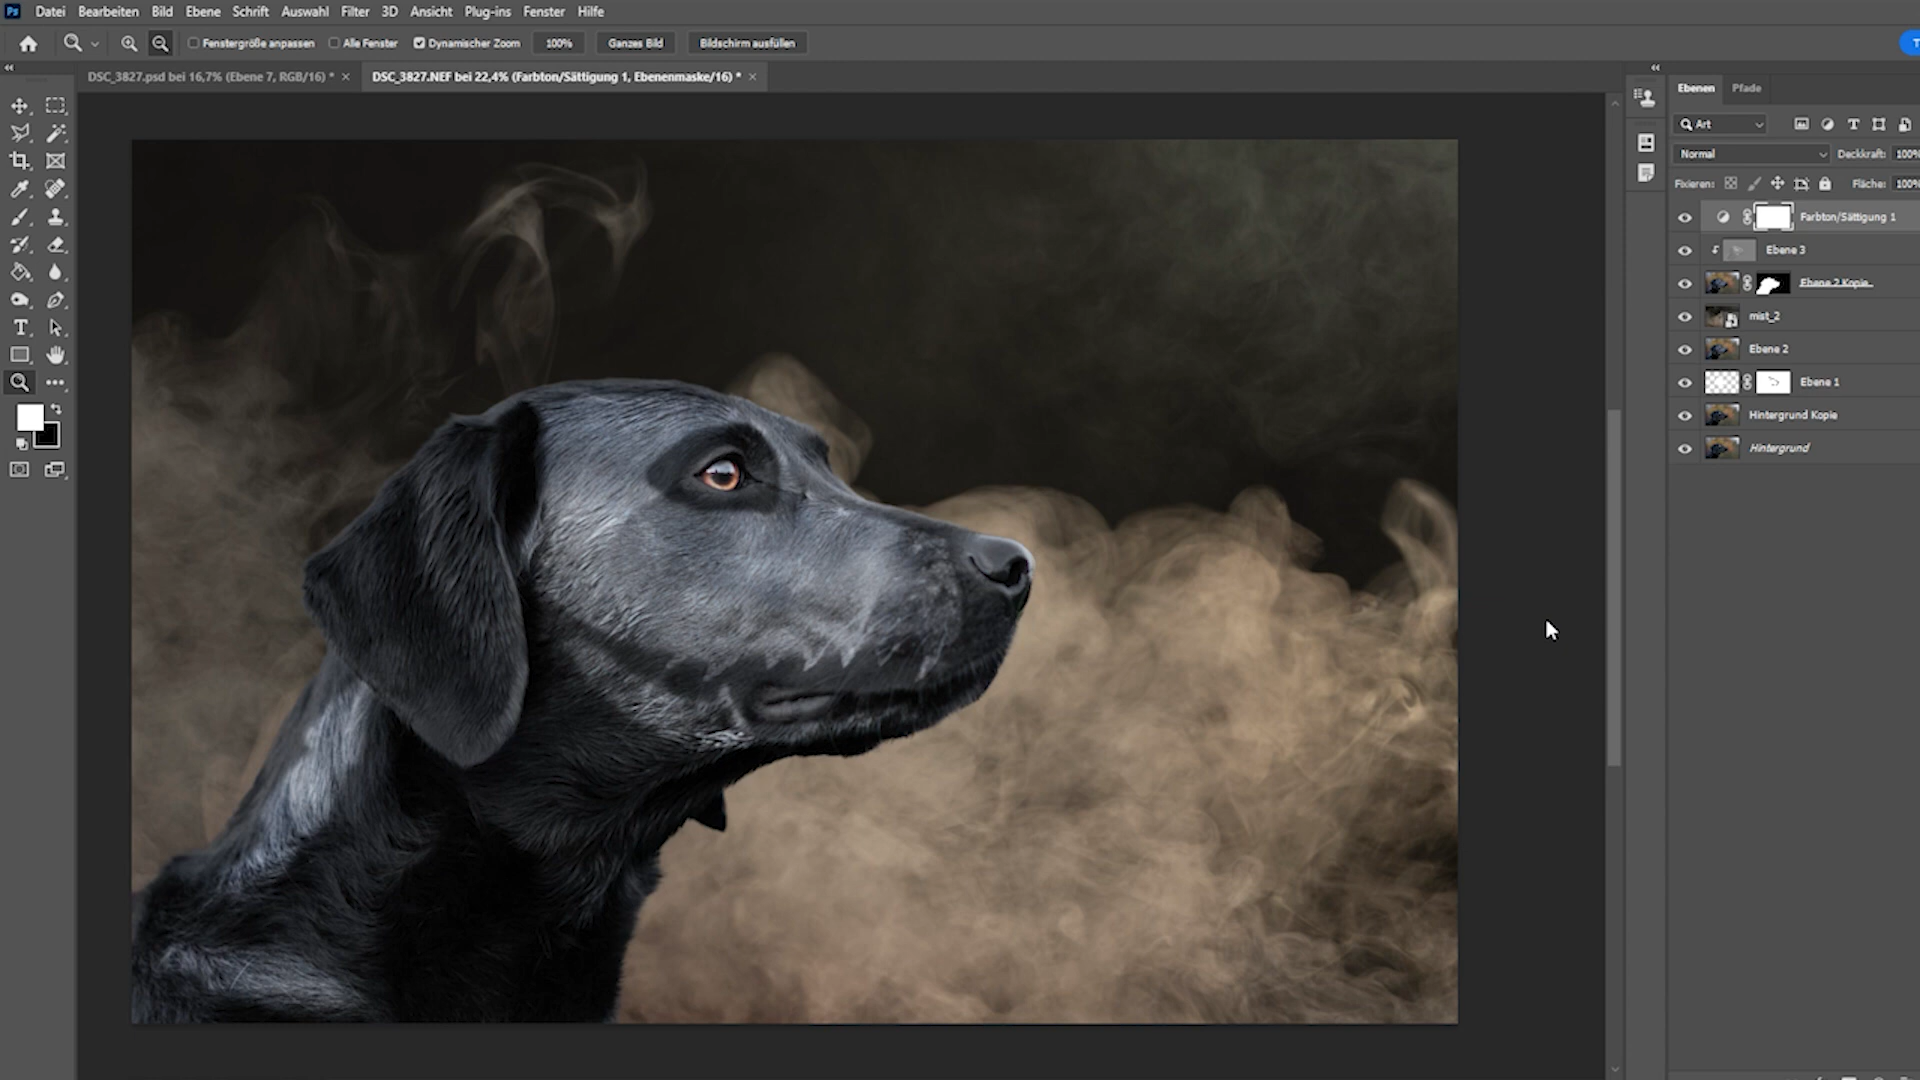 Ps Datei Bearbeiten Bild Ebene Schrift Auswahl Filter 3D Ansicht Plug-ins Fenster Hilfe
Fenstergröße anpassen Alle Fenster Dynamischer Zoom 100% Ganzes Bild Bildschirm ausfüllen
DSC_3827.psd bei 16,7% (Ebene 7, RGB/16) * × DSC_3827.NEF bei 22,4% (Farbton/Sättigung 1, Ebenenmaske/16) * ×
Ebenen Pfade
Art
Normal Deckkraft: 100%
Fixieren: Fläche: 100%
Farbton/Sättigung 1
Ebene 3
Ebene 2 Kopie
mist_2
Ebene 2
Ebene 1
Hintergrund Kopie
Hintergrund